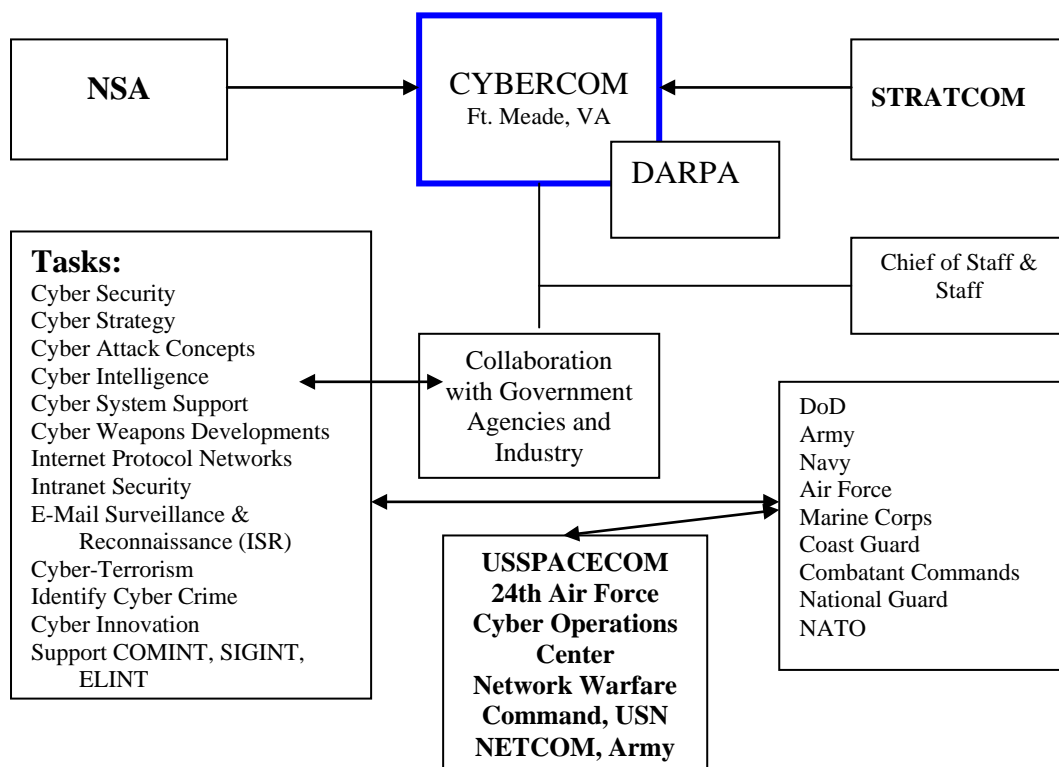 NSA
CYBERCOM
Ft. Meade, VA
STRATCOM
DARPA
Tasks:
Cyber Security
Cyber Strategy
Cyber Attack Concepts
Cyber Intelligence
Cyber System Support
Cyber Weapons Developments
Internet Protocol Networks
Intranet Security
E-Mail Surveillance &
Reconnaissance (ISR)
Cyber-Terrorism
Identify Cyber Crime
Cyber Innovation
Support COMINT, SIGINT,
ELINT
Chief of Staff &
Staff
Collaboration
with Government
Agencies and
Industry
DoD
Army
Navy
Air Force
Marine Corps
Coast Guard
Combatant Commands
National Guard
NATO
USSPACECOM
24th Air Force
Cyber Operations
Center
Network Warfare
Command, USN
NETCOM, Army